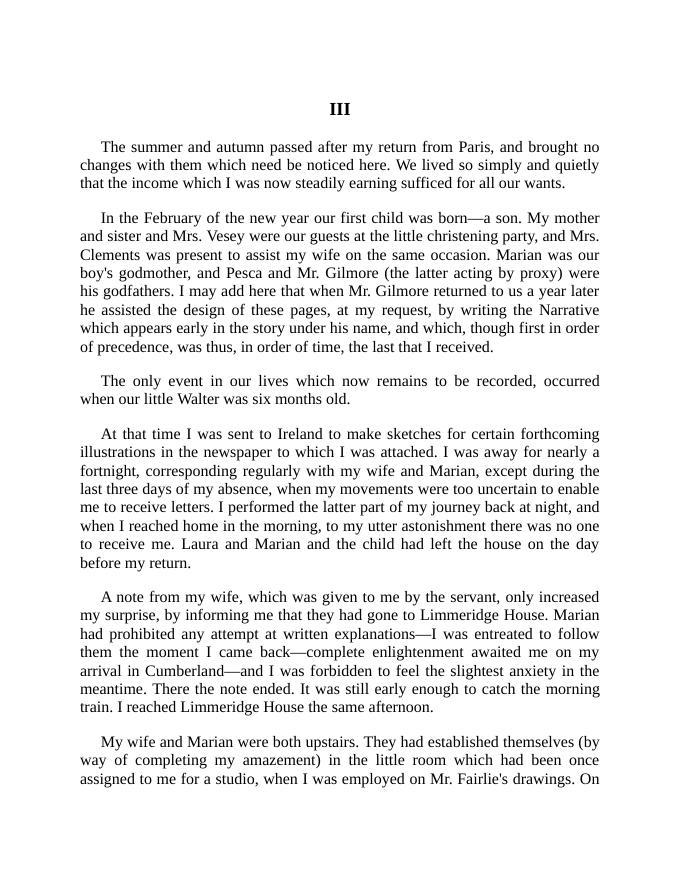 III
The summer and autumn passed after my return from Paris, and brought no
changes with them which need be noticed here. We lived so simply and quietly
that the income which I was now steadily earning sufficed for all our wants.
In the February of the new year our first child was born—a son. My mother
and sister and Mrs. Vesey were our guests at the little christening party, and Mrs.
Clements was present to assist my wife on the same occasion. Marian was our
boy's godmother, and Pesca and Mr. Gilmore (the latter acting by proxy) were
his godfathers. I may add here that when Mr. Gilmore returned to us a year later
he assisted the design of these pages, at my request, by writing the Narrative
which appears early in the story under his name, and which, though first in order
of precedence, was thus, in order of time, the last that I received.
The only event in our lives which now remains to be recorded, occurred
when our little Walter was six months old.
At that time I was sent to Ireland to make sketches for certain forthcoming
illustrations in the newspaper to which I was attached. I was away for nearly a
fortnight, corresponding regularly with my wife and Marian, except during the
last three days of my absence, when my movements were too uncertain to enable
me to receive letters. I performed the latter part of my journey back at night, and
when I reached home in the morning, to my utter astonishment there was no one
to receive me. Laura and Marian and the child had left the house on the day
before my return.
A note from my wife, which was given to me by the servant, only increased
my surprise, by informing me that they had gone to Limmeridge House. Marian
had prohibited any attempt at written explanations—I was entreated to follow
them the moment I came back—complete enlightenment awaited me on my
arrival in Cumberland—and I was forbidden to feel the slightest anxiety in the
meantime. There the note ended. It was still early enough to catch the morning
train. I reached Limmeridge House the same afternoon.
My wife and Marian were both upstairs. They had established themselves (by
way of completing my amazement) in the little room which had been once
assigned to me for a studio, when I was employed on Mr. Fairlie's drawings. On